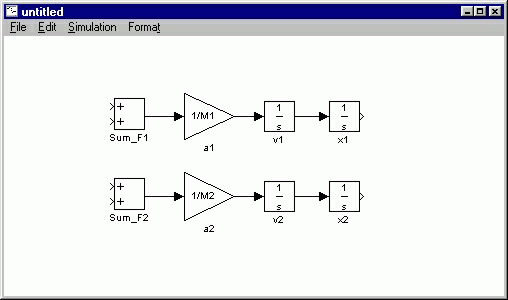 untitled
File Edit Simulation Format
+
+
Sum_F1
1/M1
a1
1
s
v1
1
s
x1
+
+
Sum_F2
1/M2
a2
1
s
v2
1
s
x2